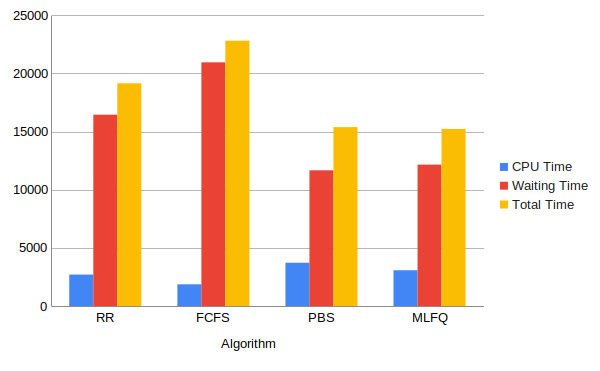 25000
20000
15000
10000
5000
0
RR FCFS PBS MLFQ
Algorithm
CPU Time
Waiting Time
Total Time